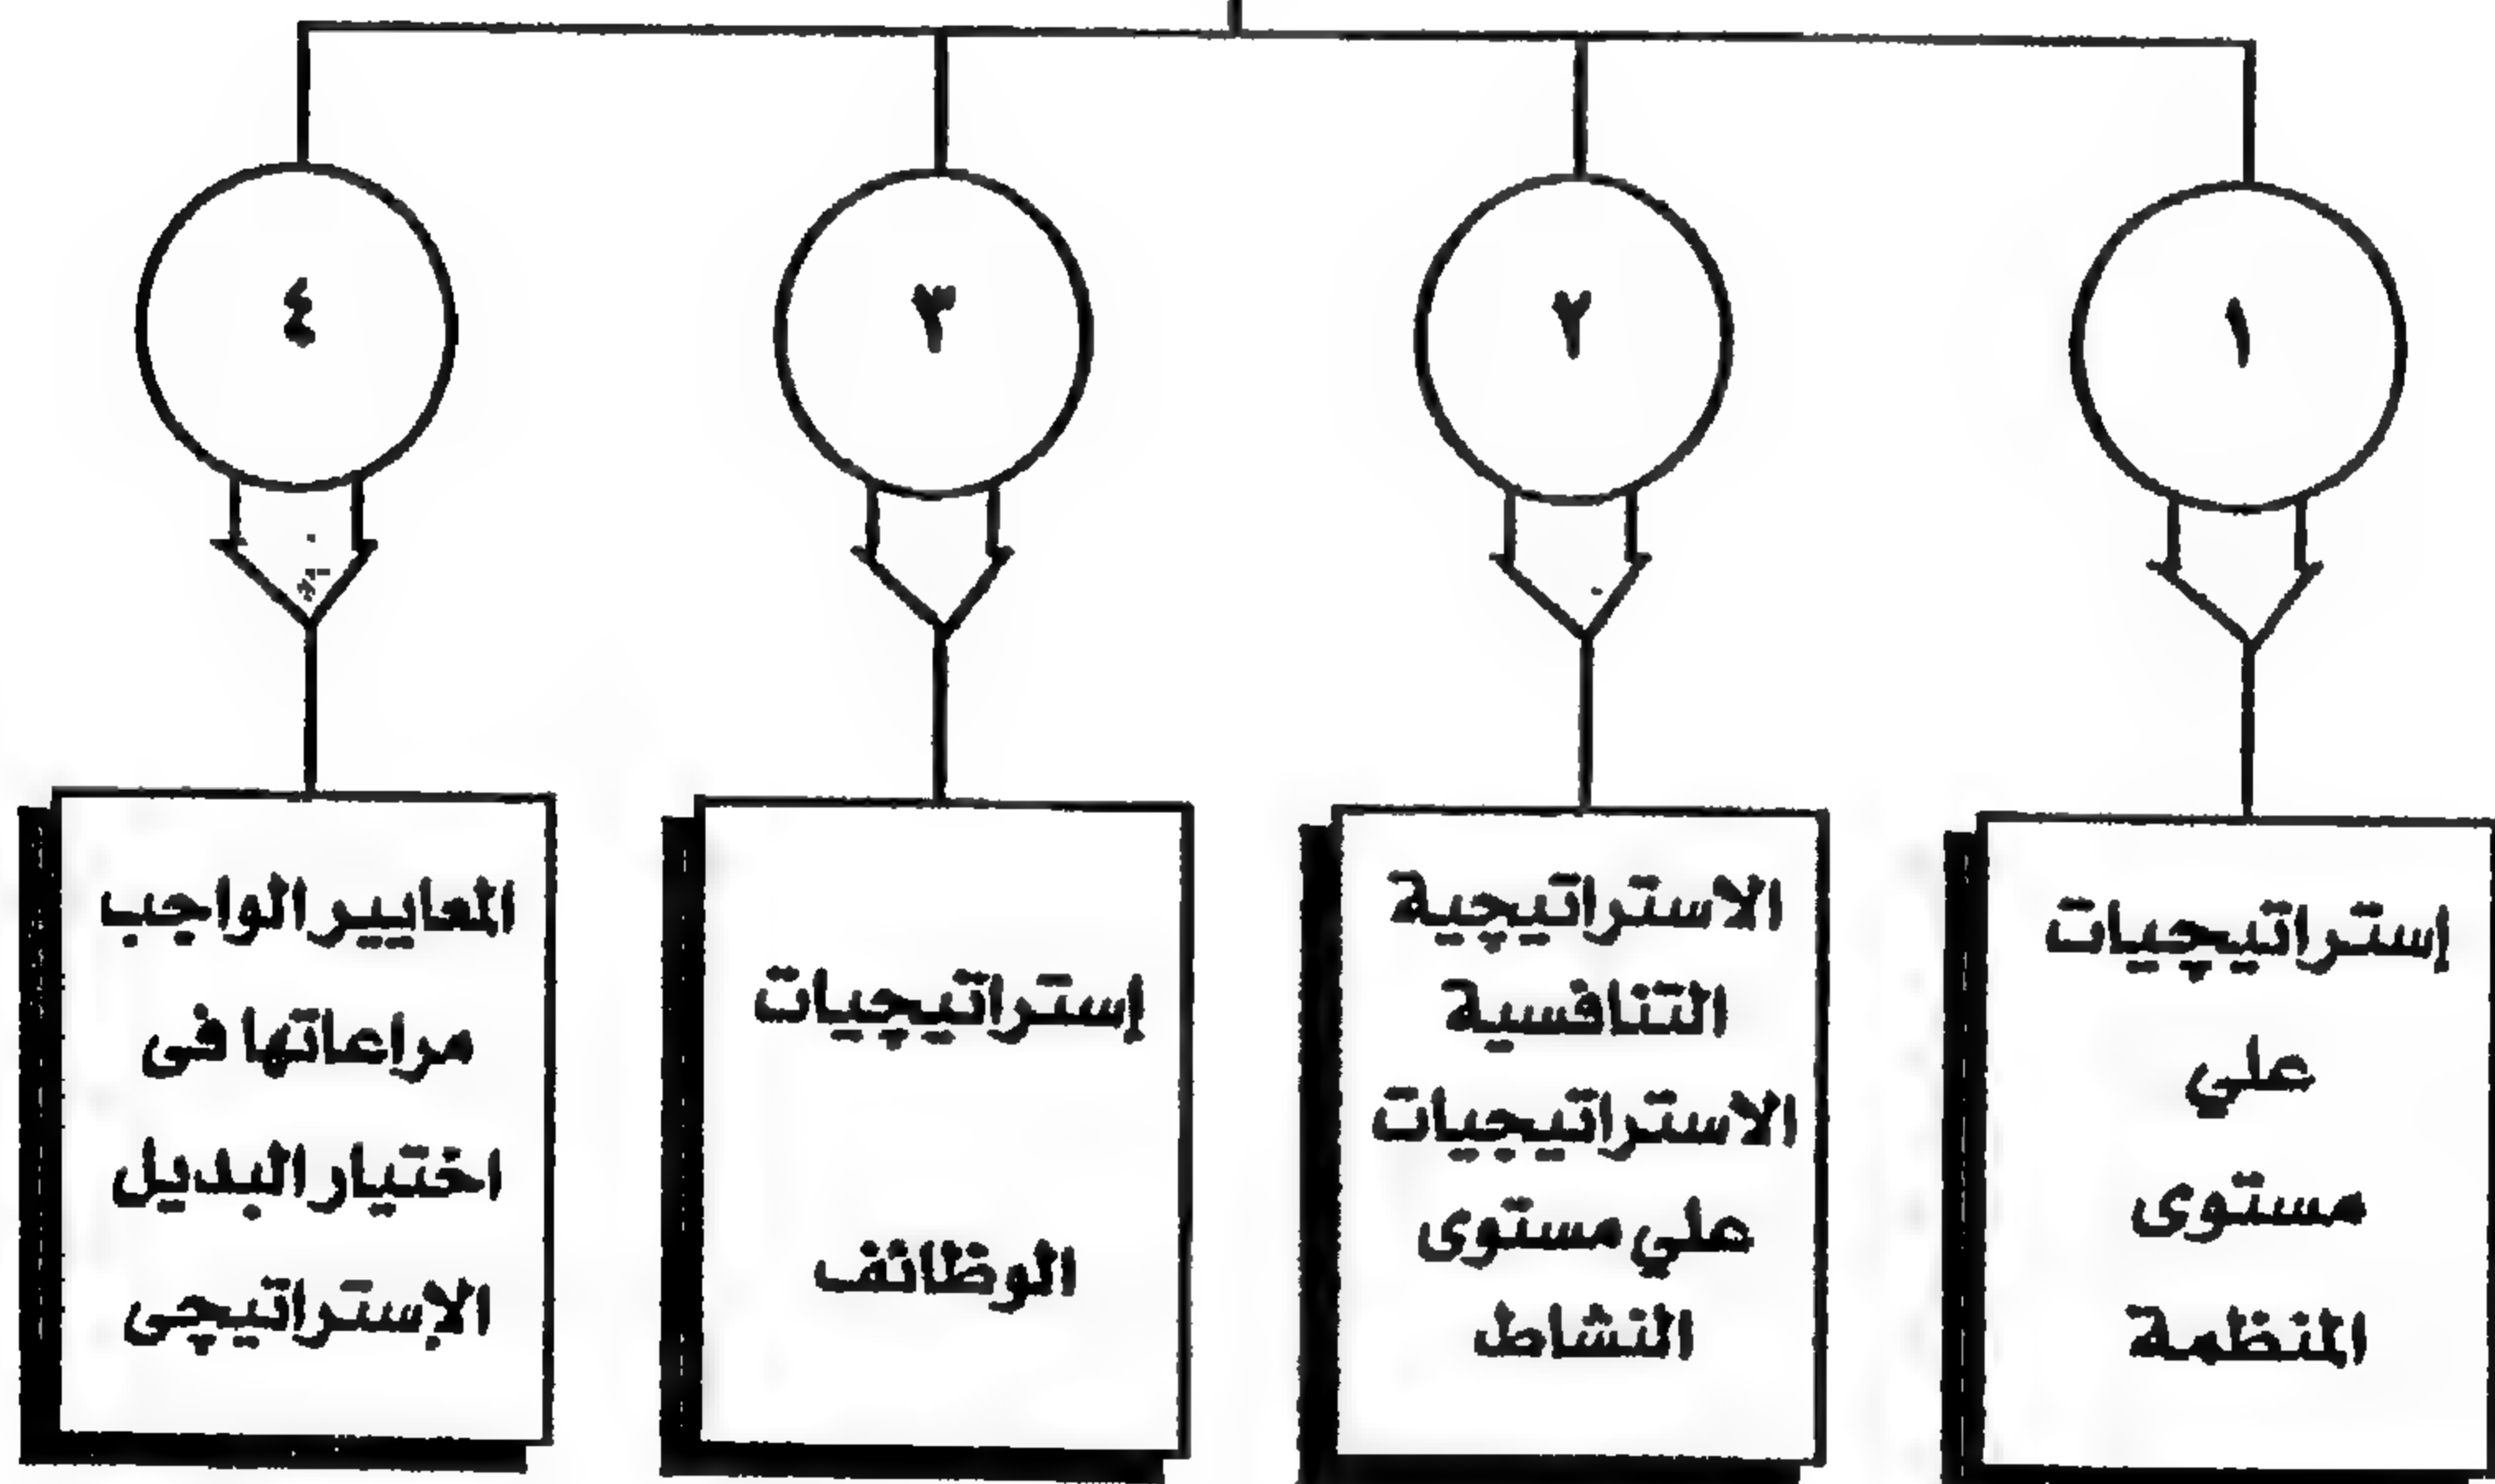 ١
إستراتيچيات
علي
مستوى
المنظمة
٢
الاستراتيچية
التنافسية
الاستراتيجيات
علي مستوى
النشاط
٣
إستراتيچيات
الوظائف
٤
المعايير الواجب
مراعاتها فى
اختيار البديل
الإستراتيچى